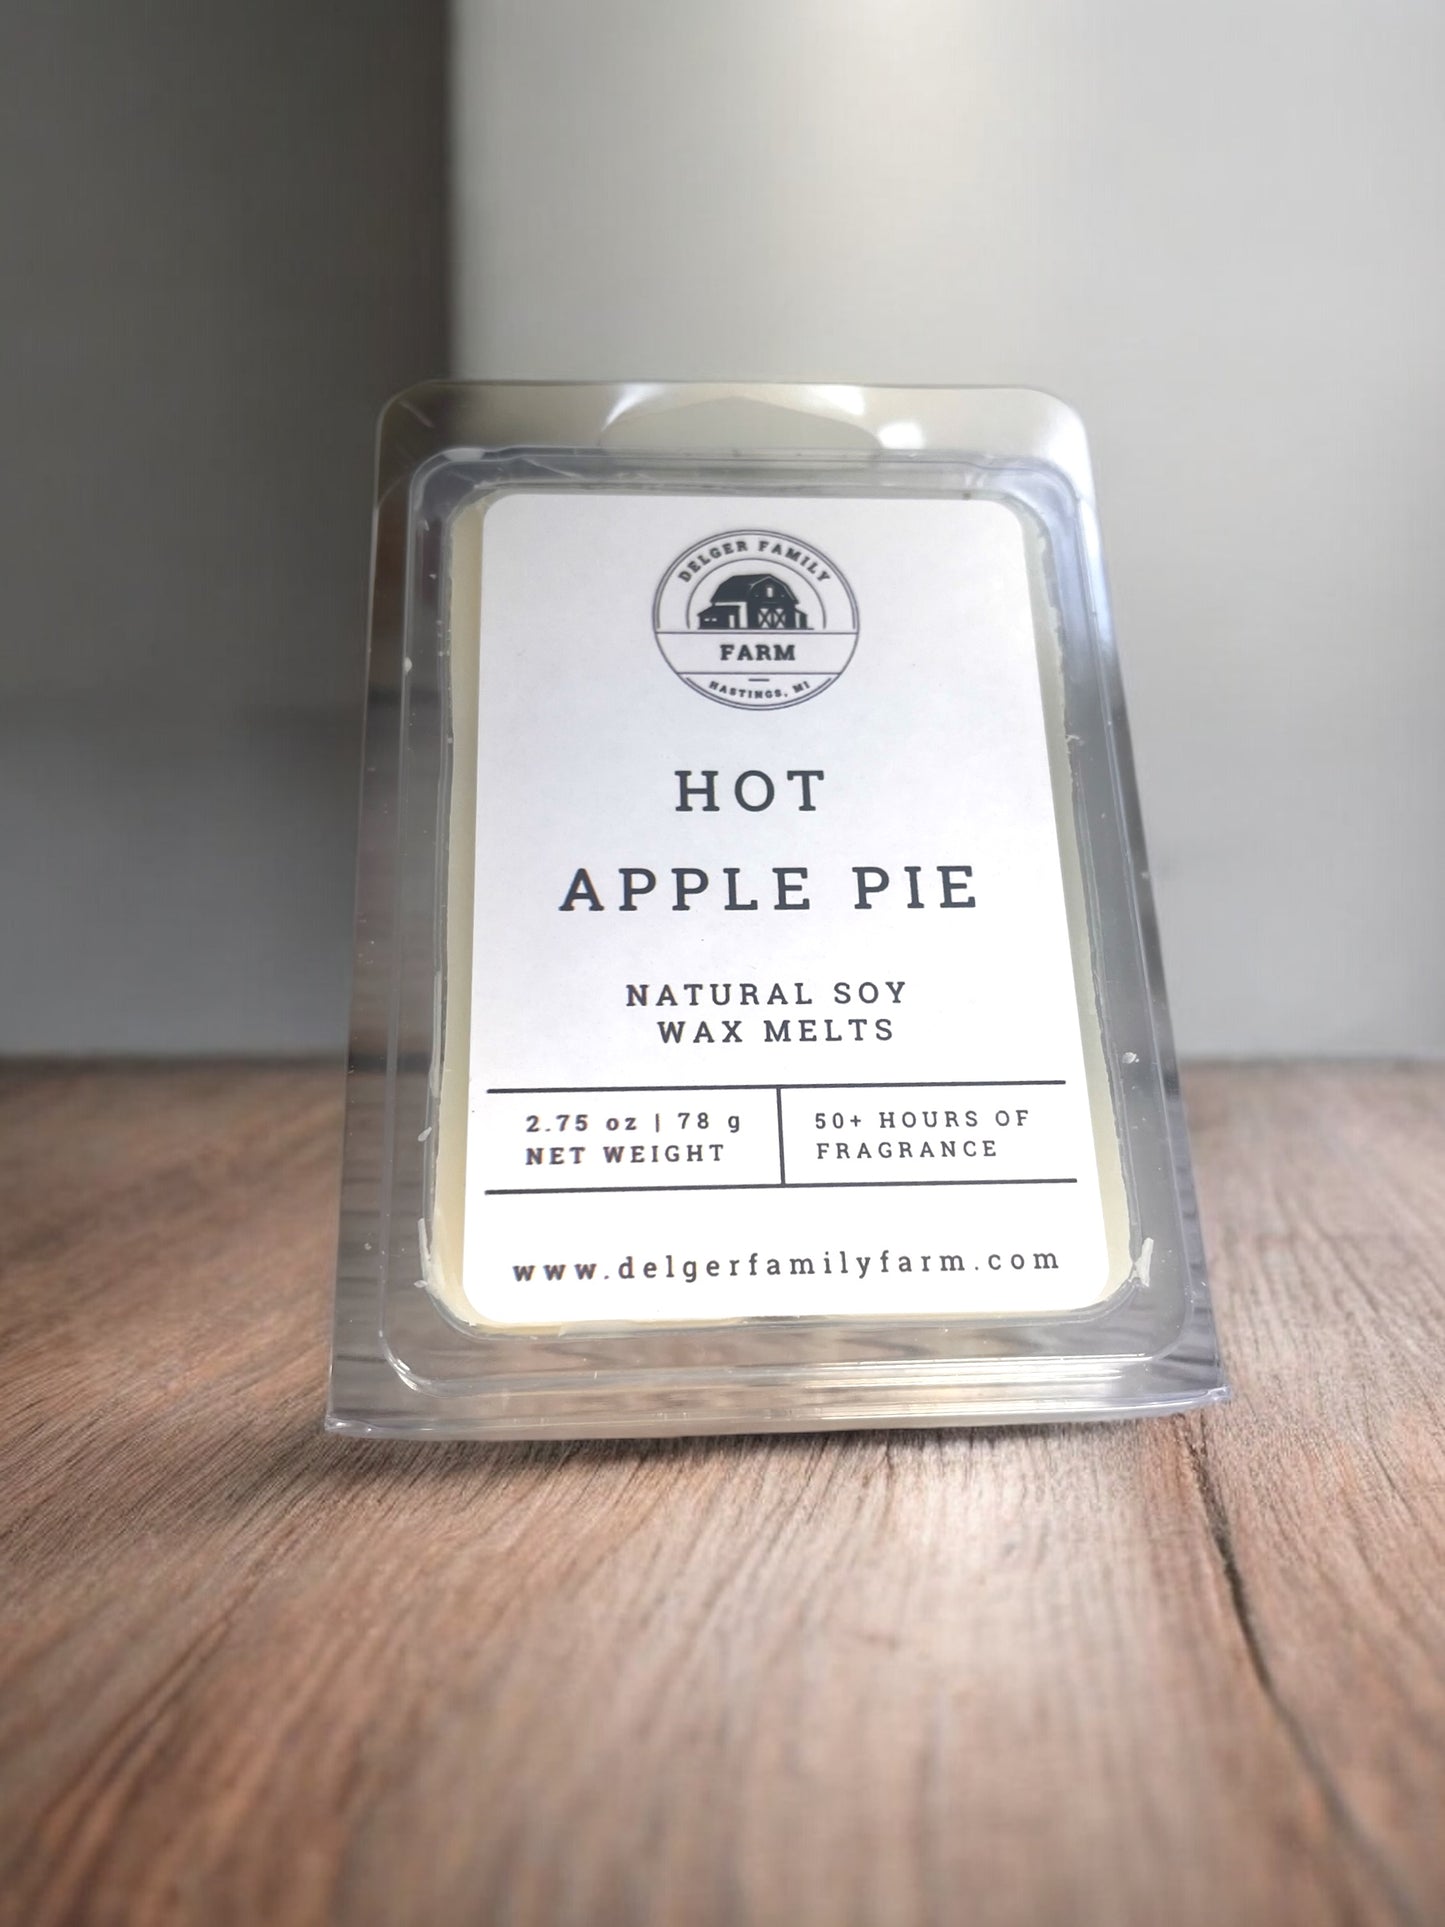 DELGER FAMILY
FARM
HASTINGS, MI
HOT
APPLE PIE
NATURAL SOY
WAX MELTS
2.75 oz | 78 g
NET WEIGHT
50+ HOURS OF
FRAGRANCE
www.delgerfamilyfarm.com